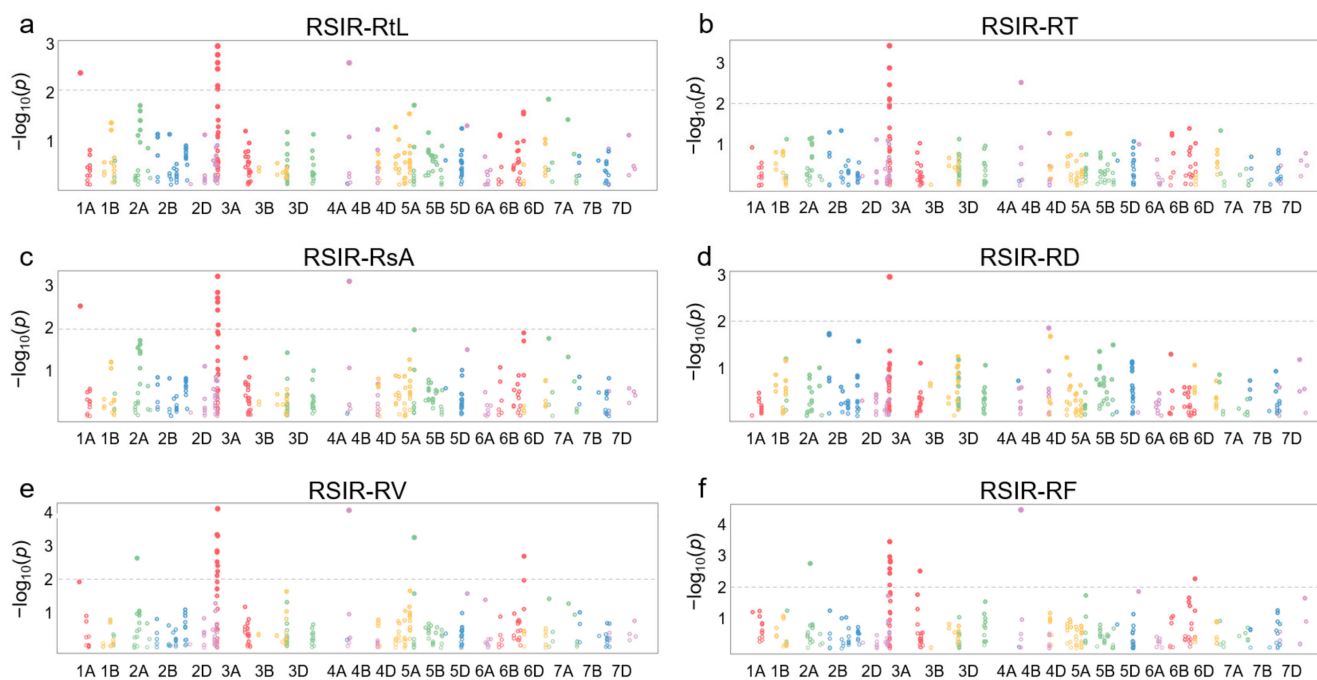 a
RSIR-RtL
3
2
1
−log10(p)
1A 1B 2A 2B 2D 3A 3B 3D 4A 4B 4D 5A 5B 5D 6A 6B 6D 7A 7B 7D
b
RSIR-RT
3
2
1
−log10(p)
1A 1B 2A 2B 2D 3A 3B 3D 4A 4B 4D 5A 5B 5D 6A 6B 6D 7A 7B 7D
c
RSIR-RsA
3
2
1
−log10(p)
1A 1B 2A 2B 2D 3A 3B 3D 4A 4B 4D 5A 5B 5D 6A 6B 6D 7A 7B 7D
d
RSIR-RD
3
2
1
−log10(p)
1A 1B 2A 2B 2D 3A 3B 3D 4A 4B 4D 5A 5B 5D 6A 6B 6D 7A 7B 7D
e
RSIR-RV
4
3
2
1
−log10(p)
1A 1B 2A 2B 2D 3A 3B 3D 4A 4B 4D 5A 5B 5D 6A 6B 6D 7A 7B 7D
f
RSIR-RF
4
3
2
1
−log10(p)
1A 1B 2A 2B 2D 3A 3B 3D 4A 4B 4D 5A 5B 5D 6A 6B 6D 7A 7B 7D